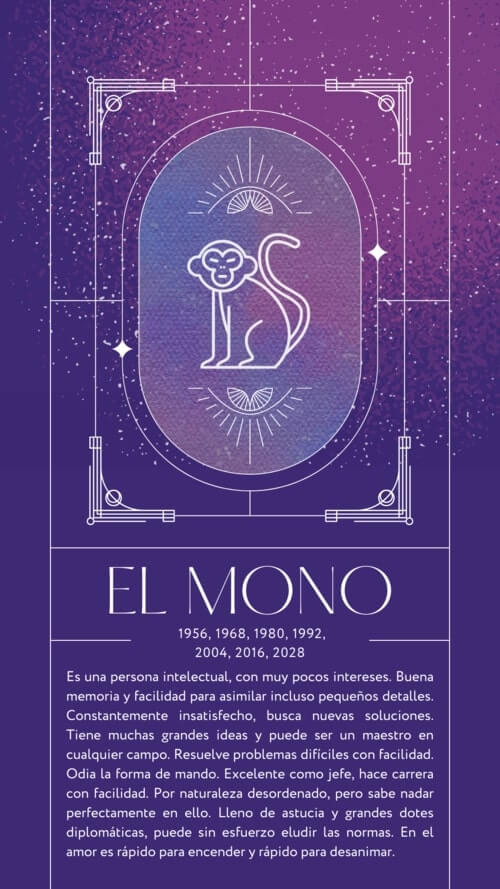 EL MONO
1956, 1968, 1980, 1992,
2004, 2016, 2028
Es una persona intelectual, con muy pocos intereses. Buena
memoria y facilidad para asimilar incluso pequeños detalles.
Constantemente insatisfecho, busca nuevas soluciones.
Tiene muchas grandes ideas y puede ser un maestro en
cualquier campo. Resuelve problemas difíciles con facilidad.
Odia la forma de mando. Excelente como jefe, hace carrera
con facilidad. Por naturaleza desordenado, pero sabe nadar
perfectamente en ello. Lleno de astucia y grandes dotes
diplomáticas, puede sin esfuerzo eludir las normas. En el
amor es rápido para encender y rápido para desanimar.